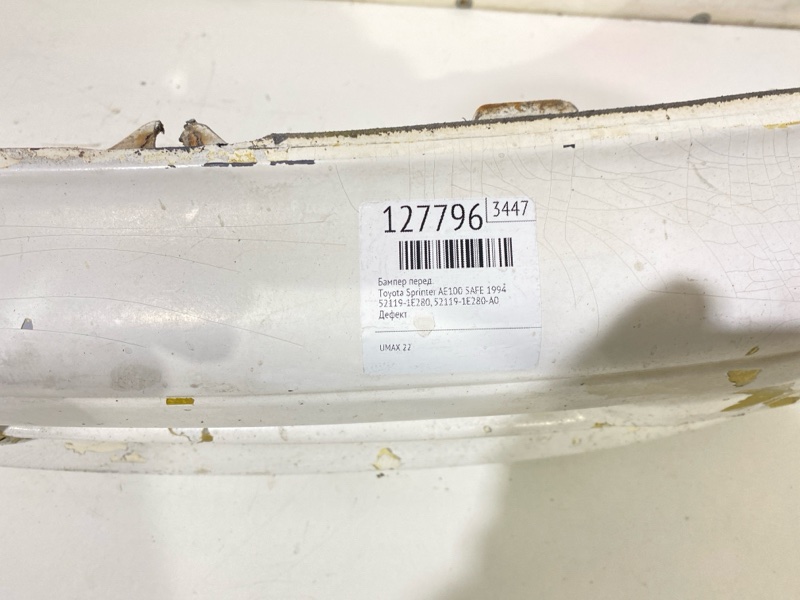 127796 3447
Бампер перед.
Toyota Sprinter AE100 SAFE 1994
52119-1E280, 52119-1E280-A0
Дефект
UMAX 22